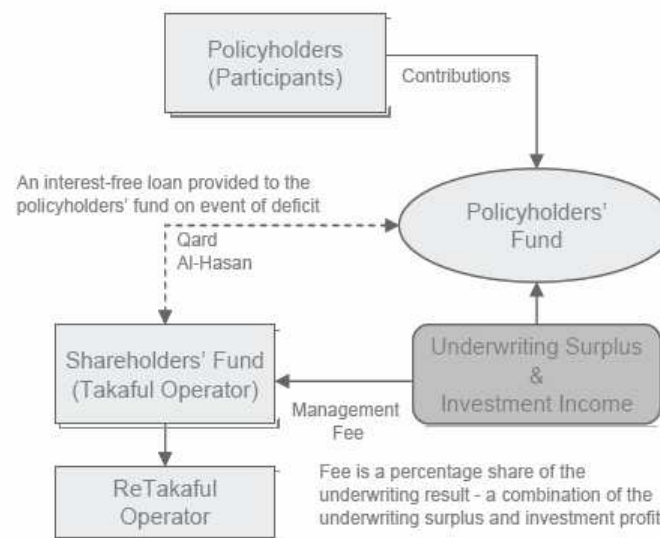 Policyholders
(Participants)
Contributions
An interest-free loan provided to the
policyholders' fund on event of deficit
Policyholders'
Fund
Qard
Al-Hasan
Shareholders' Fund
(Takaful Operator)
Underwriting Surplus
&
Investment Income
Management
Fee
ReTakaful
Operator
Fee is a percentage share of the
underwriting result - a combination of the
underwriting surplus and investment profit